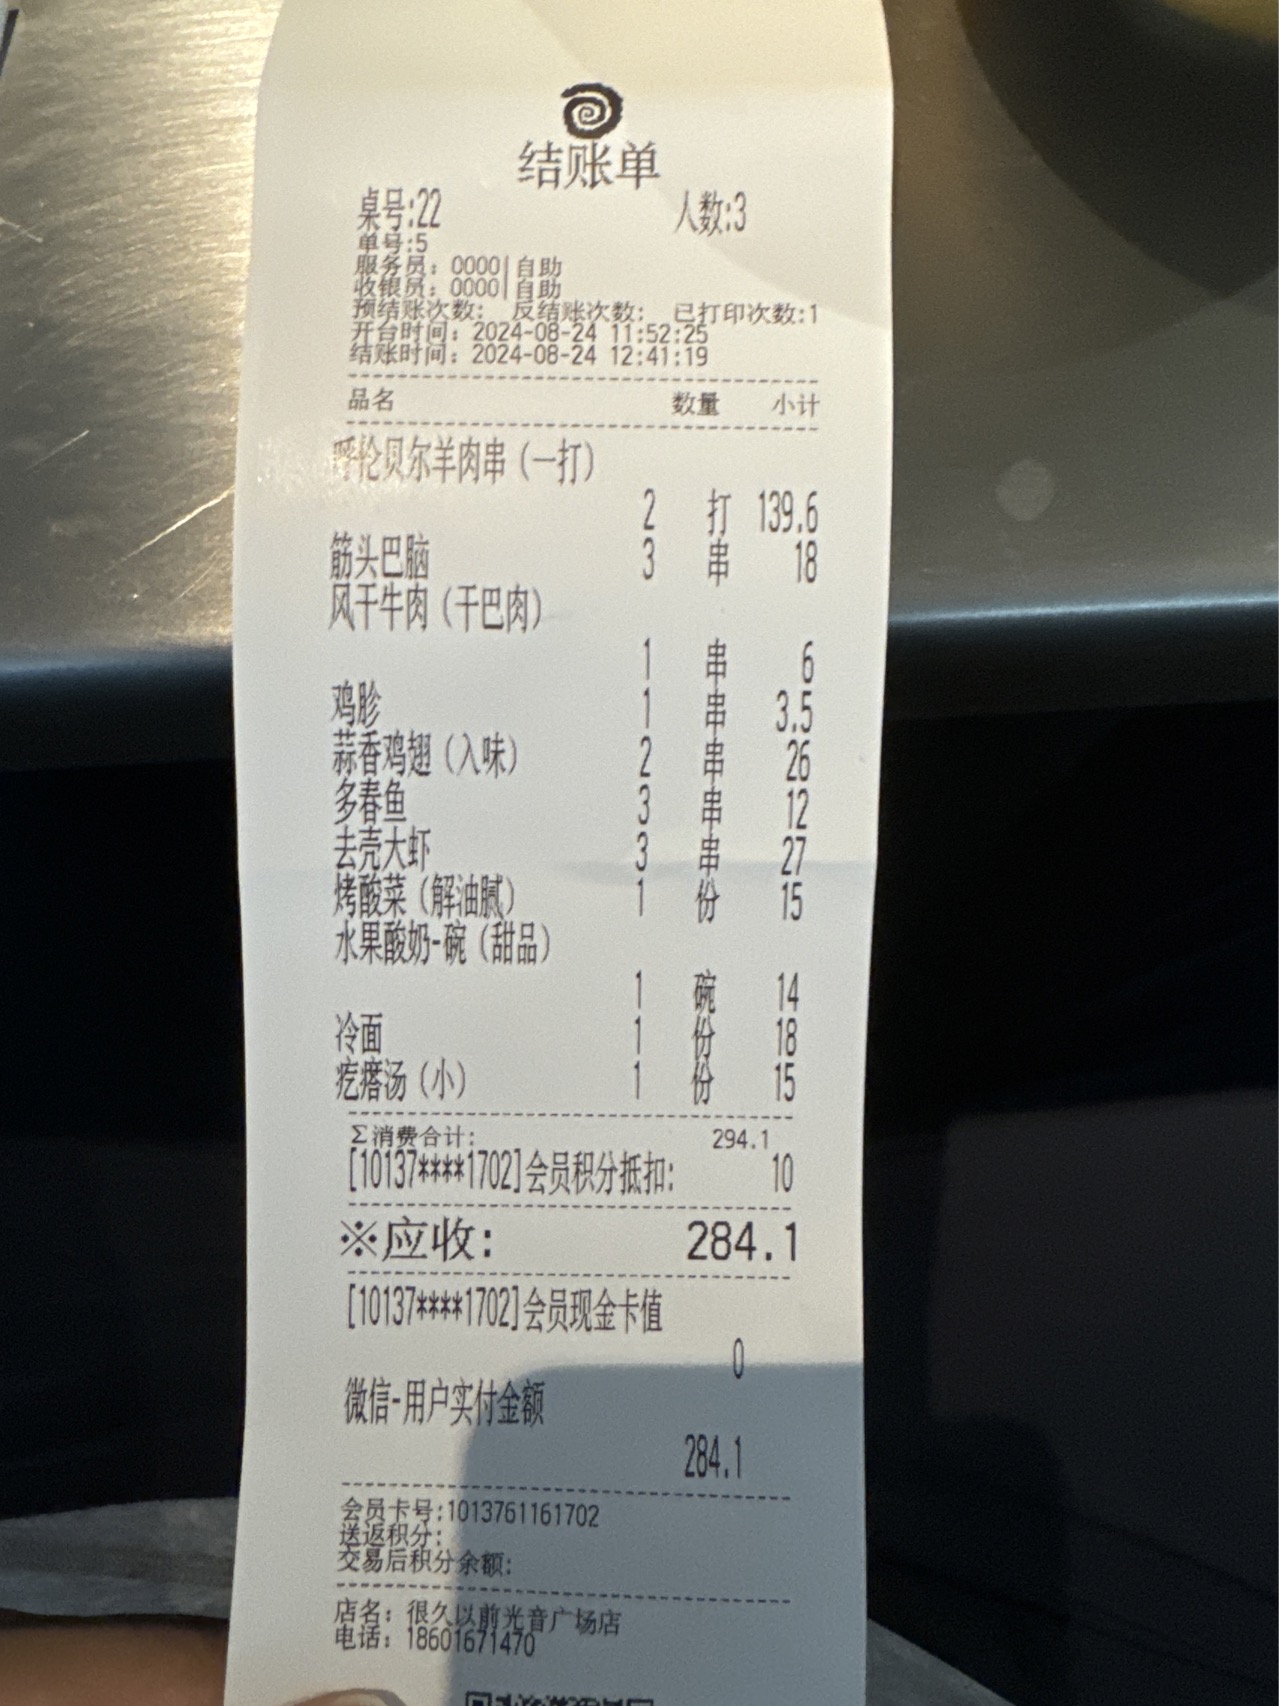 结账单
桌号:22 人数:3
单号:5
服务员: 0000|自助
收银员: 0000|自助
预结账次数: 反结账次数: 已打印次数:1
开台时间: 2024-08-24 11:52:25
结账时间: 2024-08-24 12:41:19
品名 数量 小计
呼伦贝尔羊肉串(一打)
2 打 139.6
筋头巴脑 3 串 18
风干牛肉(干巴肉)
1 串 6
鸡胗 1 串 3.5
蒜香鸡翅(入味) 2 串 26
多春鱼 3 串 12
去壳大虾 3 串 27
烤酸菜(解油腻) 1 份 15
水果酸奶-碗(甜品)
1 碗 14
冷面 1 份 18
疙瘩汤(小) 1 份 15
Σ消费合计: 294.1
[10137****1702]会员积分抵扣: 10
※应收: 284.1
[10137****1702]会员现金卡值
0
微信-用户实付金额
284.1
会员卡号:1013761161702
送返积分:
交易后积分余额:
店名: 很久以前光音广场店
电话: 18601671470